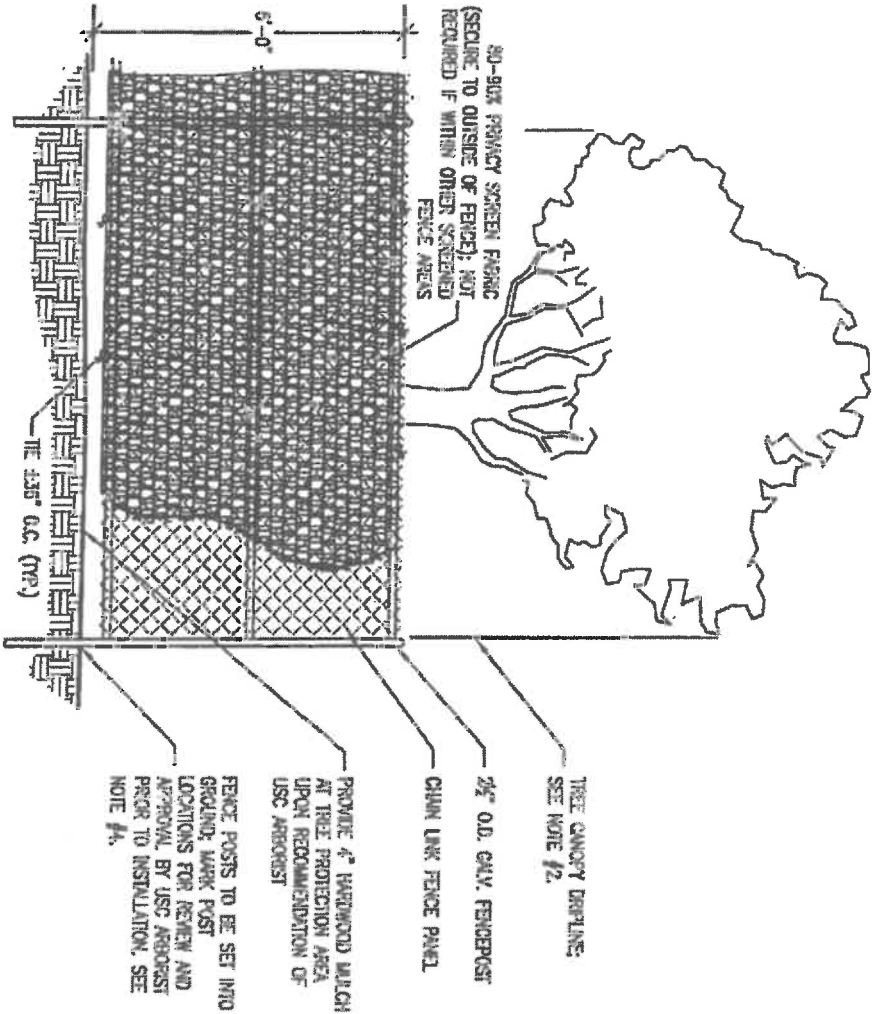 6'-0"
80-90% PRIVACY SCREEN FABRIC
(SECURE TO OUTSIDE OF FENCE); NOT
REQUIRED IF WITHIN OTHER SCREENED
FENCE AREAS
TREE CANOPY DRIPLINE;
SEE NOTE #2.
2½" O.D. GALV. FENCEPOST
CHAIN LINK FENCE PANEL
PROVIDE 4" HARDWOOD MULCH
AT TREE PROTECTION AREA
UPON RECOMMENDATION OF
USC ARBORIST
FENCE POSTS TO BE SET INTO
GROUND; MARK POST
LOCATIONS FOR REVIEW AND
APPROVAL BY USC ARBORIST
PRIOR TO INSTALLATION. SEE
NOTE #4.
TIE O.C. (TYP.)